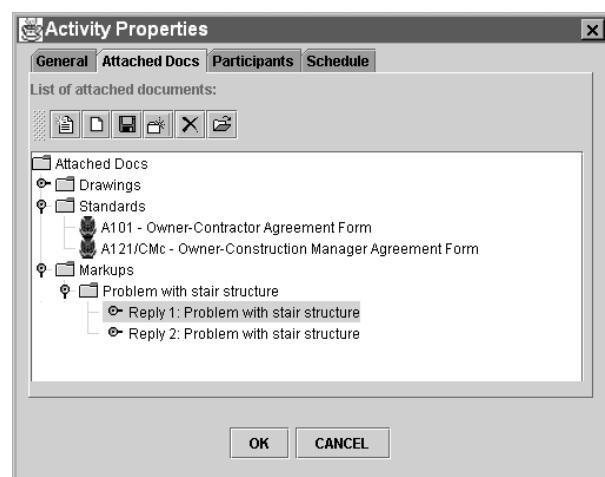 Activity Properties
General Attached Docs Participants Schedule
List of attached documents:
Attached Docs
Drawings
Standards
A101 - Owner-Contractor Agreement Form
A121/CMc - Owner-Construction Manager Agreement Form
Markups
Problem with stair structure
Reply 1: Problem with stair structure
Reply 2: Problem with stair structure
OK CANCEL